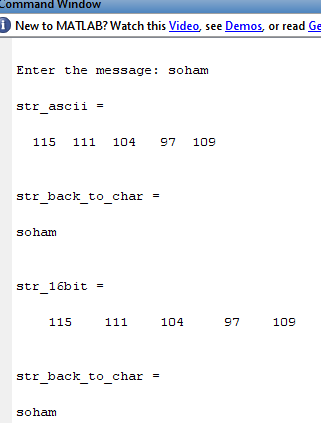 Command Window
New to MATLAB? Watch this Video, see Demos, or read
Enter the message: soham
str_ascii =
115 111 104 97 109
str_back_to_char =
soham
str_16bit =
115 111 104 97 109
str_back_to_char =
soham